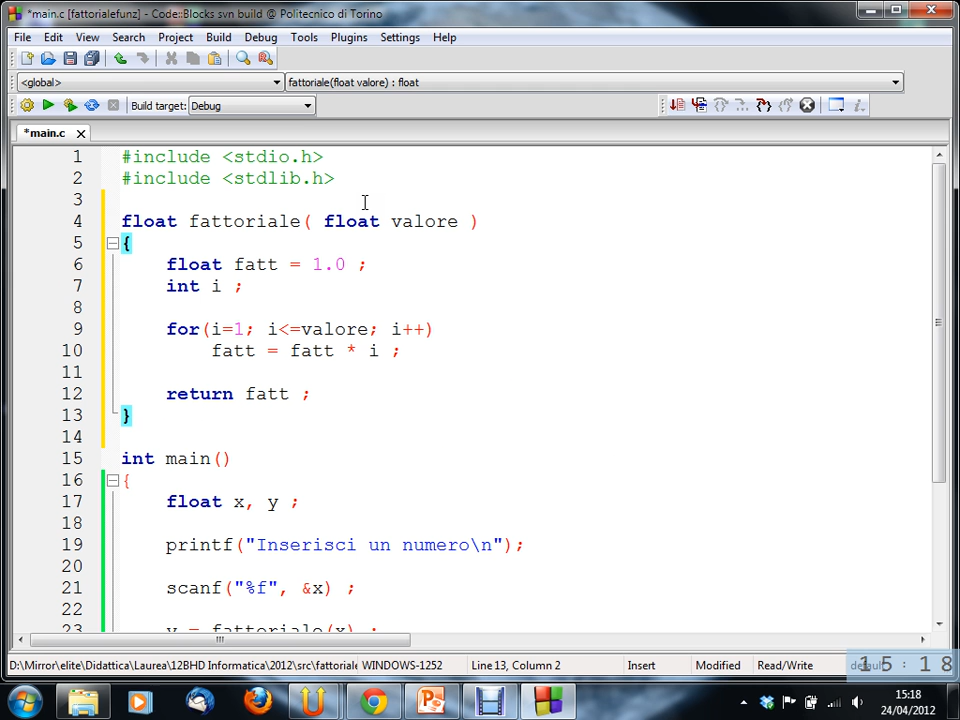 *main.c [fattorialefunz] - Code::Blocks svn build @ Politecnico di Torino
File Edit View Search Project Build Debug Tools Plugins Settings Help
<global> fattoriale(float valore) : float
Build target: Debug
*main.c
1 #include <stdio.h>
2 #include <stdlib.h>
3
4 float fattoriale( float valore )
5 {
6 float fatt = 1.0 ;
7 int i ;
8
9 for(i=1; i<=valore; i++)
10 fatt = fatt * i ;
11
12 return fatt ;
13 }
14
15 int main()
16 {
17 float x, y ;
18
19 printf("Inserisci un numero\n");
20
21 scanf("%f", &x) ;
22
23 y = fattoriale(x) ;
D:\Mirror\elite\Didattica\Laurea\12BHD Informatica\2012\src\fattoriale WINDOWS-1252 Line 13, Column 2 Insert Modified Read/Write default
15:18
15:18
24/04/2012